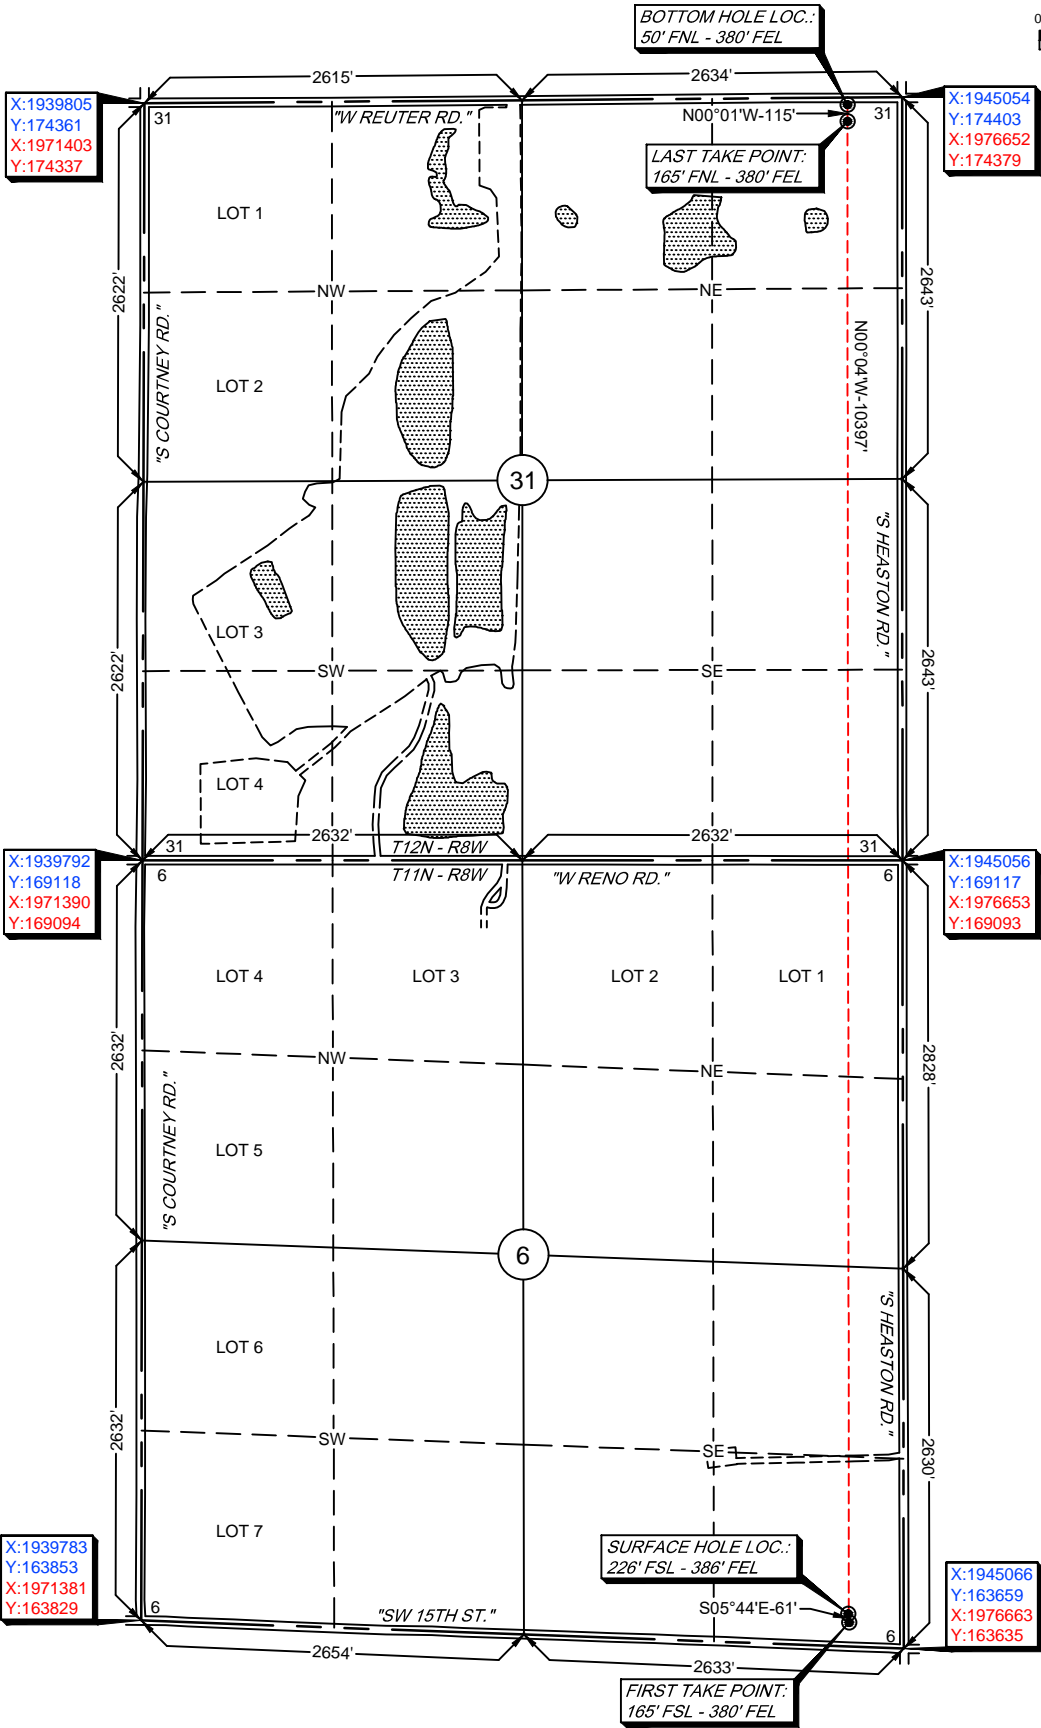 BOTTOM HOLE LOC.:
50' FNL - 380' FEL
0
2615'
2634'
X:1939805
Y:174361
X:1971403
Y:174337
31
"W REUTER RD."
N00°01'W-115'
31
X:1945054
Y:174403
X:1976652
Y:174379
LAST TAKE POINT:
165' FNL - 380' FEL
LOT 1
2622'
NW
NE
2643'
"S COURTNEY RD."
LOT 2
N00°04'W-10397'
31
"S HEASTON RD."
LOT 3
2622'
SW
SE
2643'
LOT 4
2632'
2632'
31
T12N - R8W
31
X:1939792
Y:169118
X:1971390
Y:169094
6
T11N - R8W
"W RENO RD."
6
X:1945056
Y:169117
X:1976653
Y:169093
LOT 4
LOT 3
LOT 2
LOT 1
2632'
NW
NE
2828'
"S COURTNEY RD."
LOT 5
6
LOT 6
"S HEASTON RD."
2632'
SW
SE
2630'
LOT 7
SURFACE HOLE LOC.:
226' FSL - 386' FEL
X:1939783
Y:163853
X:1971381
Y:163829
6
"SW 15TH ST."
S05°44'E-61'
6
X:1945066
Y:163659
X:1976663
Y:163635
2654'
2633'
FIRST TAKE POINT:
165' FSL - 380' FEL